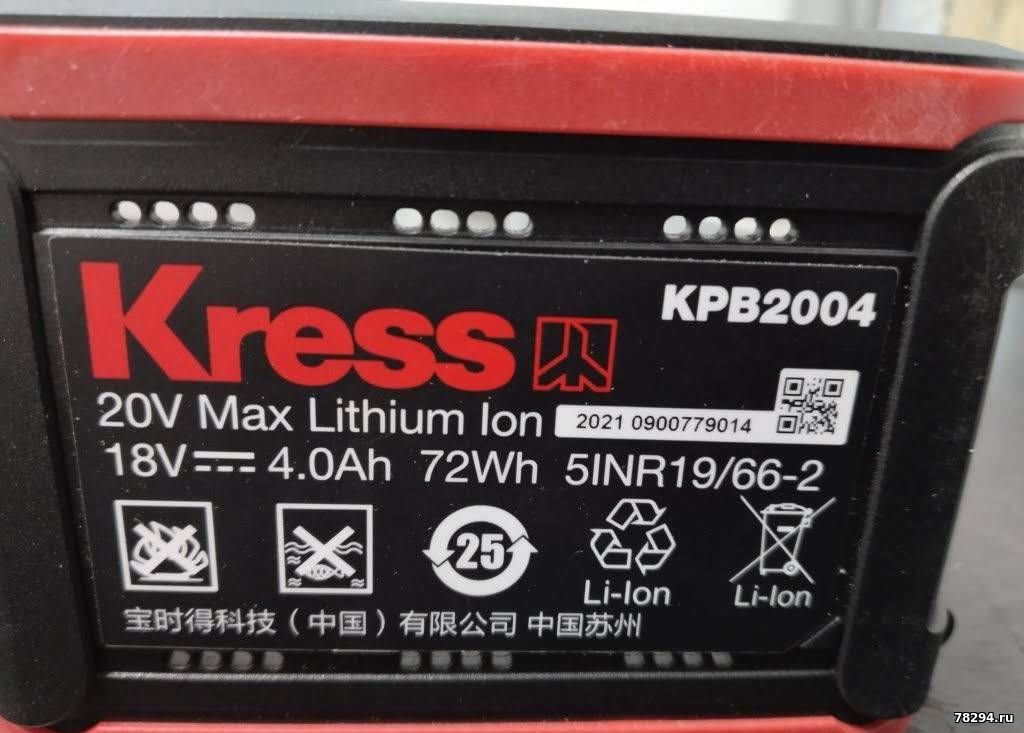 Kress
KPB2004
20V Max Lithium Ion
2021 0900779014
18V⎓4.0Ah 72Wh 5INR19/66-2
25
Li-Ion
Li-Ion
宝时得科技（中国）有限公司 中国苏州
78294.ru